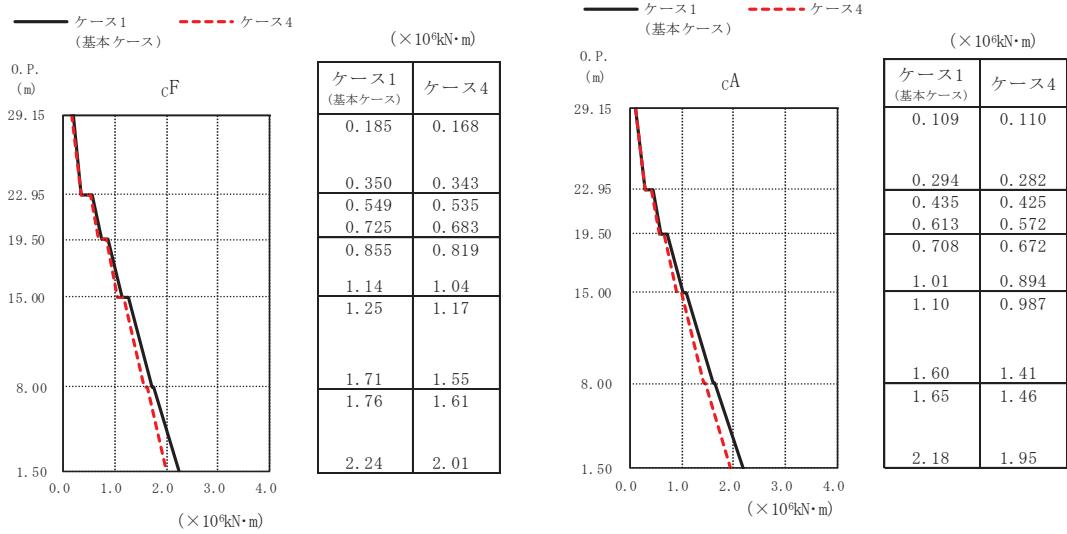 ケース1 ケース4
(基本ケース)
(×10⁶kN・m)
O.P.
(m)
cF
29.15
22.95
19.50
15.00
8.00
1.50
0.0 1.0 2.0 3.0 4.0
(×10⁶kN・m)
ケース1 ケース4
(基本ケース)
0.185 0.168
0.350 0.343
0.549 0.535
0.725 0.683
0.855 0.819
1.14 1.04
1.25 1.17
1.71 1.55
1.76 1.61
2.24 2.01
ケース1 ケース4
(基本ケース)
(×10⁶kN・m)
O.P.
(m)
cA
29.15
22.95
19.50
15.00
8.00
1.50
0.0 1.0 2.0 3.0 4.0
(×10⁶kN・m)
ケース1 ケース4
(基本ケース)
0.109 0.110
0.294 0.282
0.435 0.425
0.613 0.572
0.708 0.672
1.01 0.894
1.10 0.987
1.60 1.41
1.65 1.46
2.18 1.95